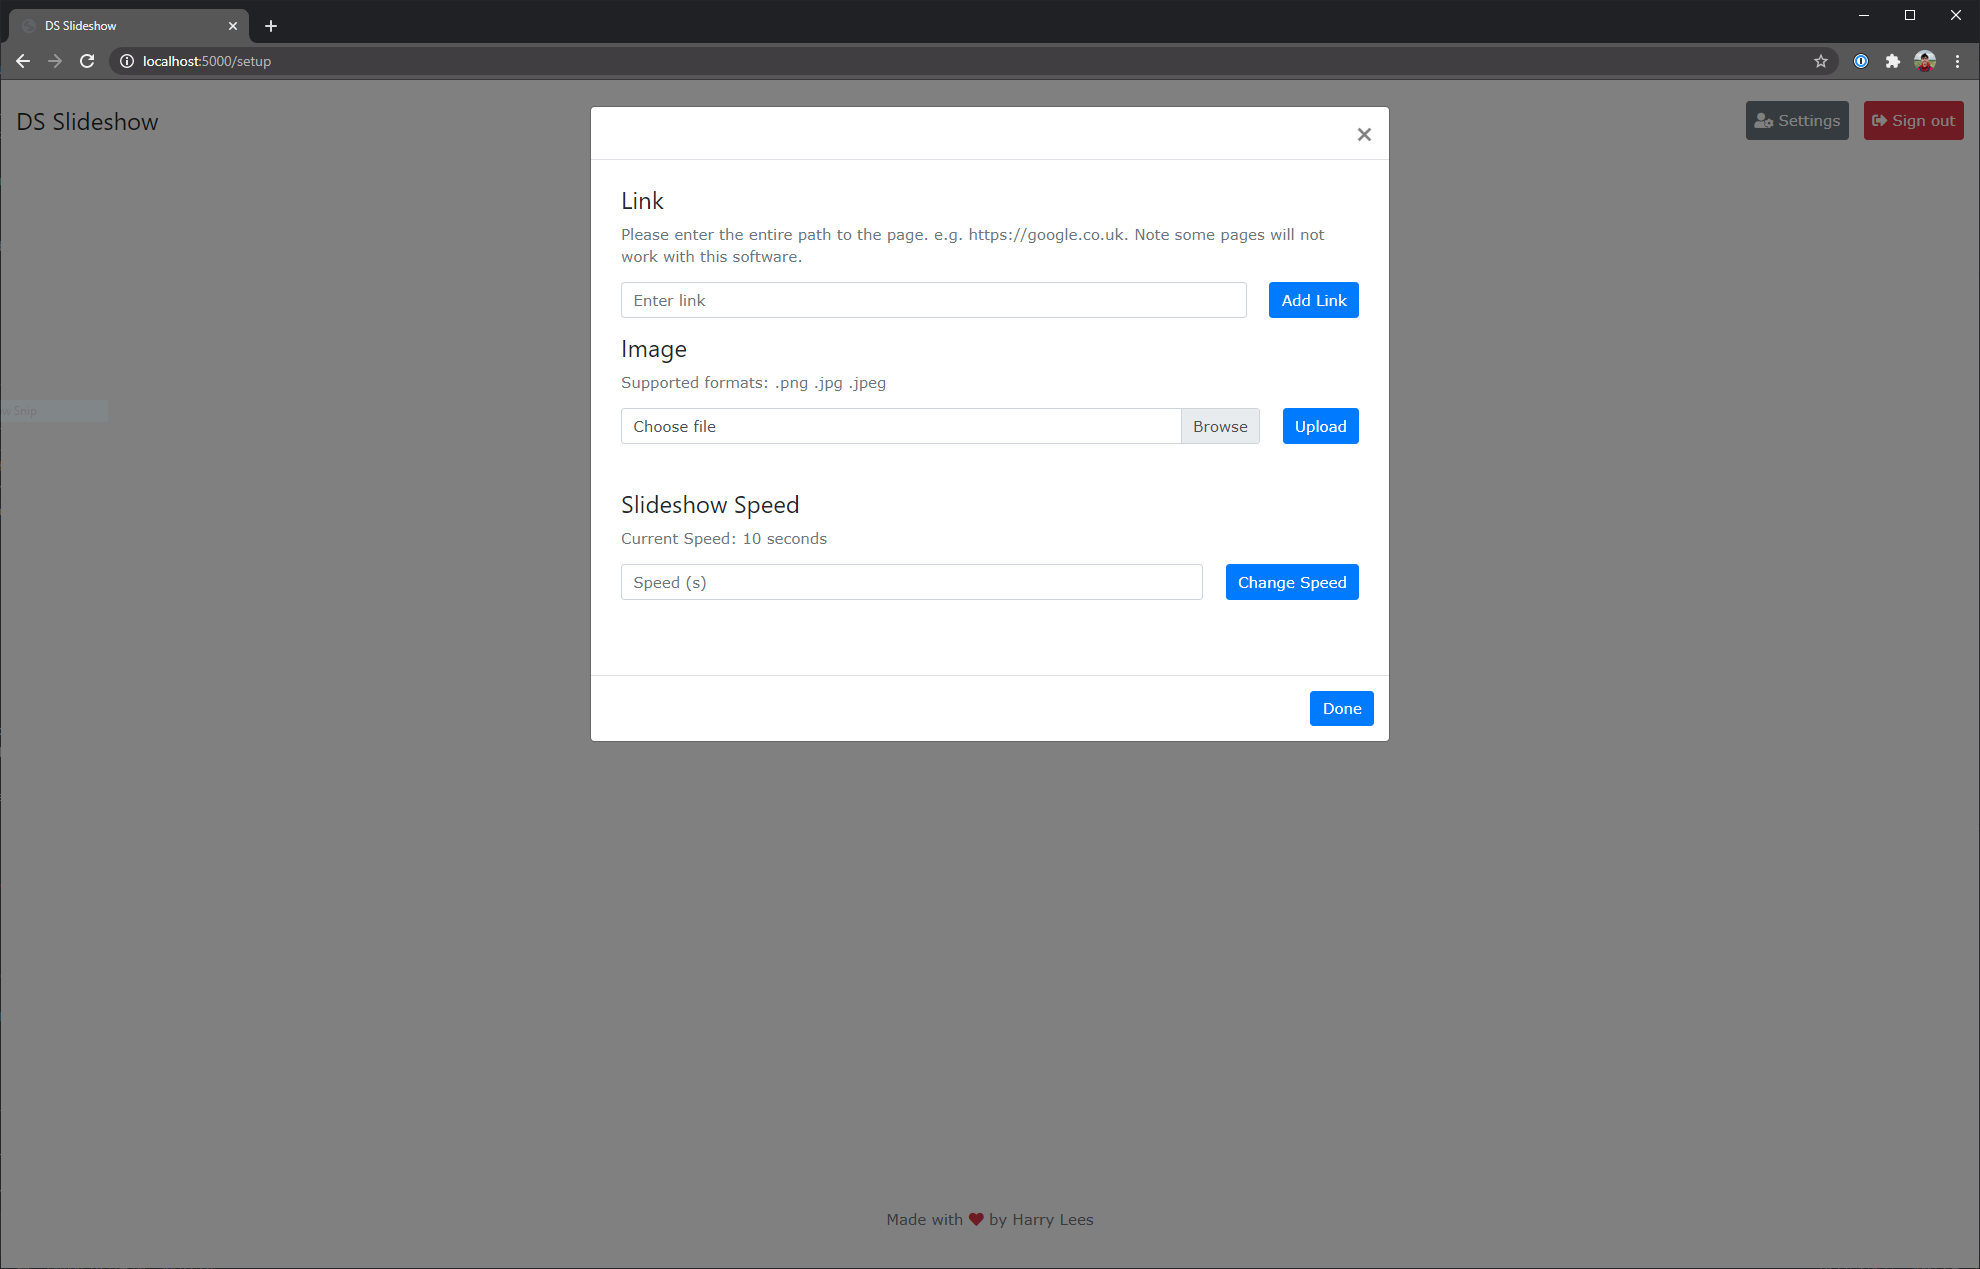 DS Slideshow
localhost:5000/setup
DS Slideshow
Settings
Sign out
Link
Please enter the entire path to the page. e.g. https://google.co.uk. Note some pages will not
work with this software.
Enter link
Add Link
Image
Supported formats: .png .jpg .jpeg
Choose file
Browse
Upload
Snip
Slideshow Speed
Current Speed: 10 seconds
Speed (s)
Change Speed
Done
Made with ❤ by Harry Lees